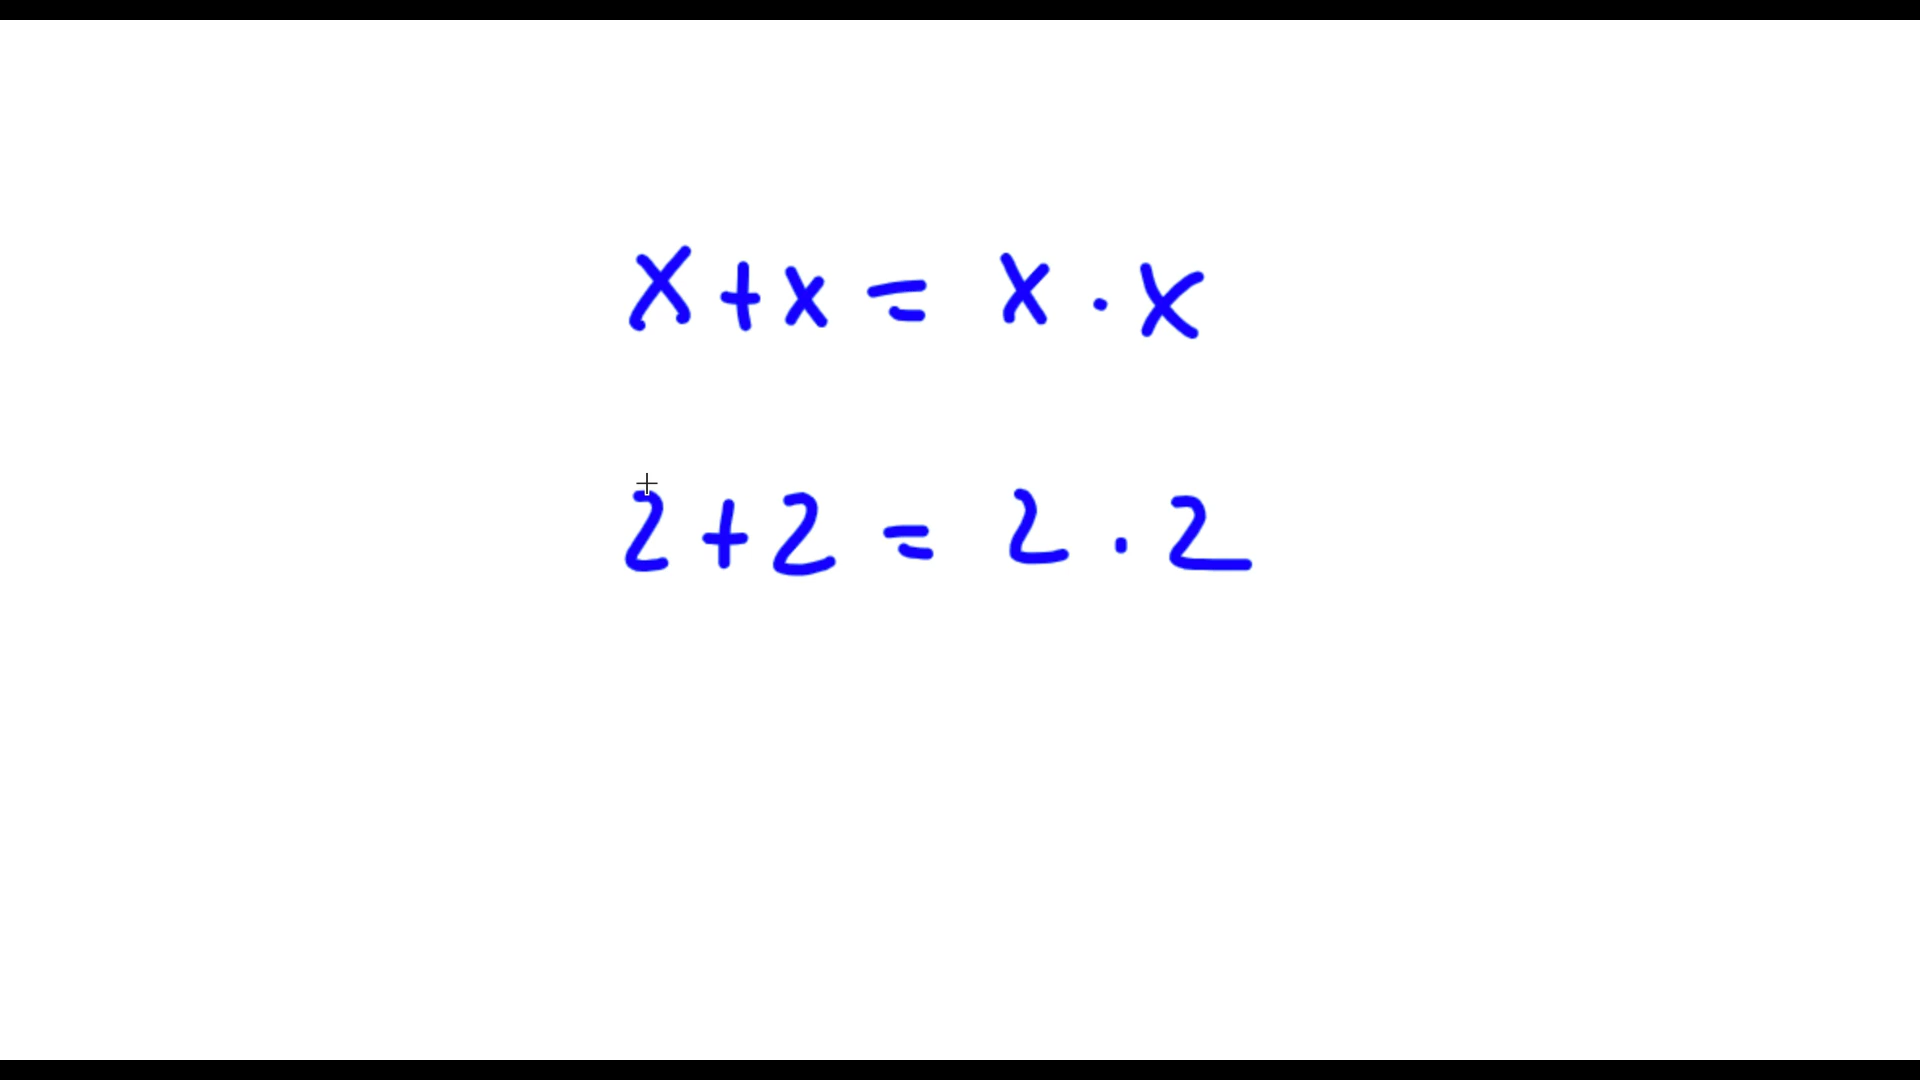 x + x = x · x
2 + 2 = 2 · 2